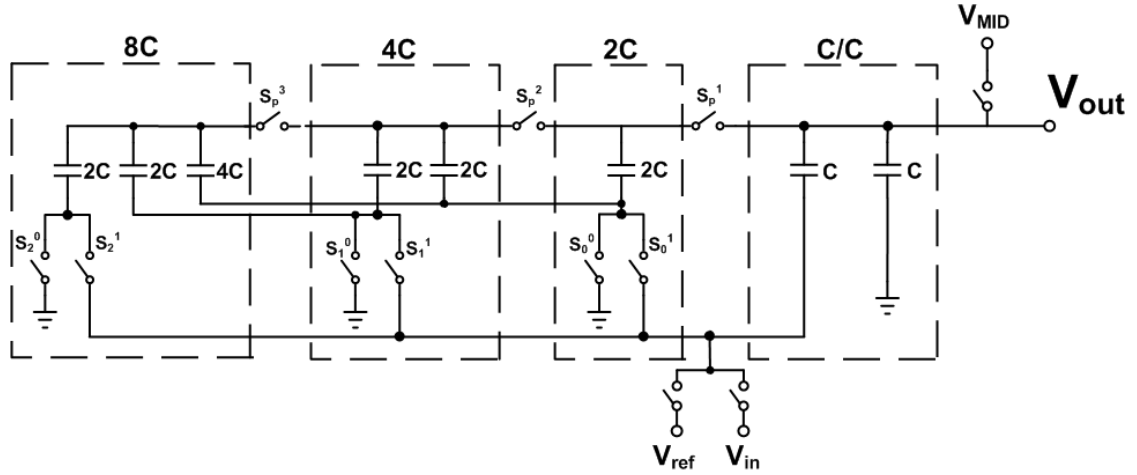 V_MID
8C 4C 2C C/C
V_out
S_p^3 S_p^2 S_p^1
2C 2C 4C 2C 2C 2C C C
S_2^0 S_2^1 S_1^0 S_1^1 S_0^0 S_0^1
V_ref V_in